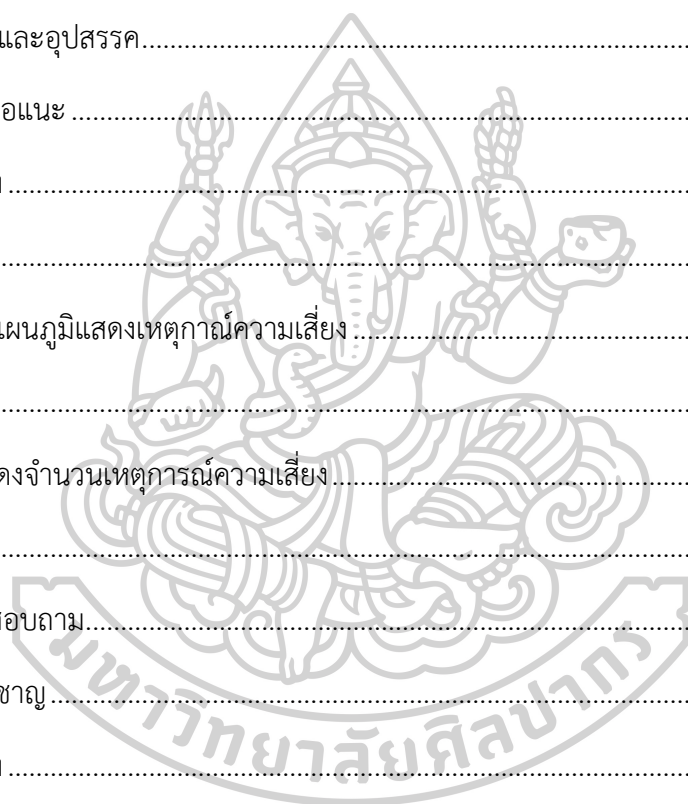 และอุปสรรค
อแนะ
ผนภูมิแสดงเหตุกาณ์ความเสี่ยง
ดงจำนวนเหตุการณ์ความเสี่ยง
สอบถาม
ชาญ
มหาวิทยาลัยศิลปากร